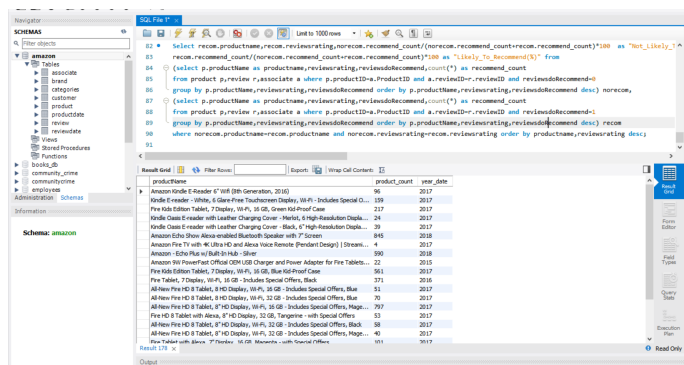 Navigator
SCHEMAS
Filter objects
amazon
Tables
associate
brand
categories
customer
product
productdate
review
reviewdate
Views
Stored Procedures
Functions
books_db
community_crime
communitycrime
employees
Administration Schemas
Information
Schema: amazon
SQL File 1* ×
Limit to 1000 rows
82 Select recom.productname,recom.reviewsrating,norecom.recommend_count/(norecom.recommend_count+recom.recommend_count)*100 as "Not_Likely_
83 recom.recommend_count/(norecom.recommend_count+recom.recommend_count)*100 as "Likely_To_Recommend(%)" from
84 (select p.productName as productname,reviewsrating,reviewsdoRecommend,count(*) as recommend_count
85 from product p,review r,associate a where p.productID=a.ProductID and a.reviewID=r.reviewID and reviewsdoRecommend=0
86 group by p.productName,reviewsrating,reviewsdoRecommend order by p.productName,reviewsrating,reviewsdoRecommend desc) norecom,
87 (select p.productName as productname,reviewsrating,reviewsdoRecommend,count(*) as recommend_count
88 from product p,review r,associate a where p.productID=a.ProductID and a.reviewID=r.reviewID and reviewsdoRecommend=1
89 group by p.productName,reviewsrating,reviewsdoRecommend order by p.productName,reviewsrating,reviewsdoRecommend desc) recom
90 where norecom.productname=recom.productname and norecom.reviewsrating=recom.reviewsrating order by productname,reviewsrating desc;
91
Result Grid Filter Rows: Export: Wrap Cell Content:
productName product_count year_date
Amazon Kindle E-Reader 6" Wifi (8th Generation, 2016) 96 2017
Kindle E-reader - White, 6 Glare-Free Touchscreen Display, Wi-Fi - Includes Special O... 159 2017
Fire Kids Edition Tablet, 7 Display, Wi-Fi, 16 GB, Green Kid-Proof Case 217 2017
Kindle Oasis E-reader with Leather Charging Cover - Merlot, 6 High-Resolution Displa... 24 2017
Kindle Oasis E-reader with Leather Charging Cover - Black, 6" High-Resolution Displa... 39 2017
Amazon Echo Show Alexa-enabled Bluetooth Speaker with 7" Screen 845 2018
Amazon Fire TV with 4K Ultra HD and Alexa Voice Remote (Pendant Design) | Streami... 4 2017
Amazon - Echo Plus w/ Built-In Hub - Silver 590 2018
Amazon 9W PowerFast Official OEM USB Charger and Power Adapter for Fire Tablets... 22 2015
Fire Kids Edition Tablet, 7 Display, Wi-Fi, 16 GB, Blue Kid-Proof Case 561 2017
Fire Tablet, 7 Display, Wi-Fi, 16 GB - Includes Special Offers, Black 371 2016
All-New Fire HD 8 Tablet, 8 HD Display, Wi-Fi, 16 GB - Includes Special Offers, Blue 51 2017
All-New Fire HD 8 Tablet, 8 HD Display, Wi-Fi, 32 GB - Includes Special Offers, Blue 70 2017
All-New Fire HD 8 Tablet, 8" HD Display, Wi-Fi, 16 GB - Includes Special Offers, Mage... 797 2017
Fire HD 8 Tablet with Alexa, 8" HD Display, 32 GB, Tangerine - with Special Offers 53 2017
All-New Fire HD 8 Tablet, 8" HD Display, Wi-Fi, 32 GB - Includes Special Offers, Black 58 2017
All-New Fire HD 8 Tablet, 8" HD Display, Wi-Fi, 32 GB - Includes Special Offers, Mage... 40 2017
Fire Tablet with Alexa, 7" Display, 16 GB, Magenta - with Special Offers 101 2017
Result 178 ×
Output
Result Grid
Form Editor
Field Types
Query Stats
Execution Plan
Read Only